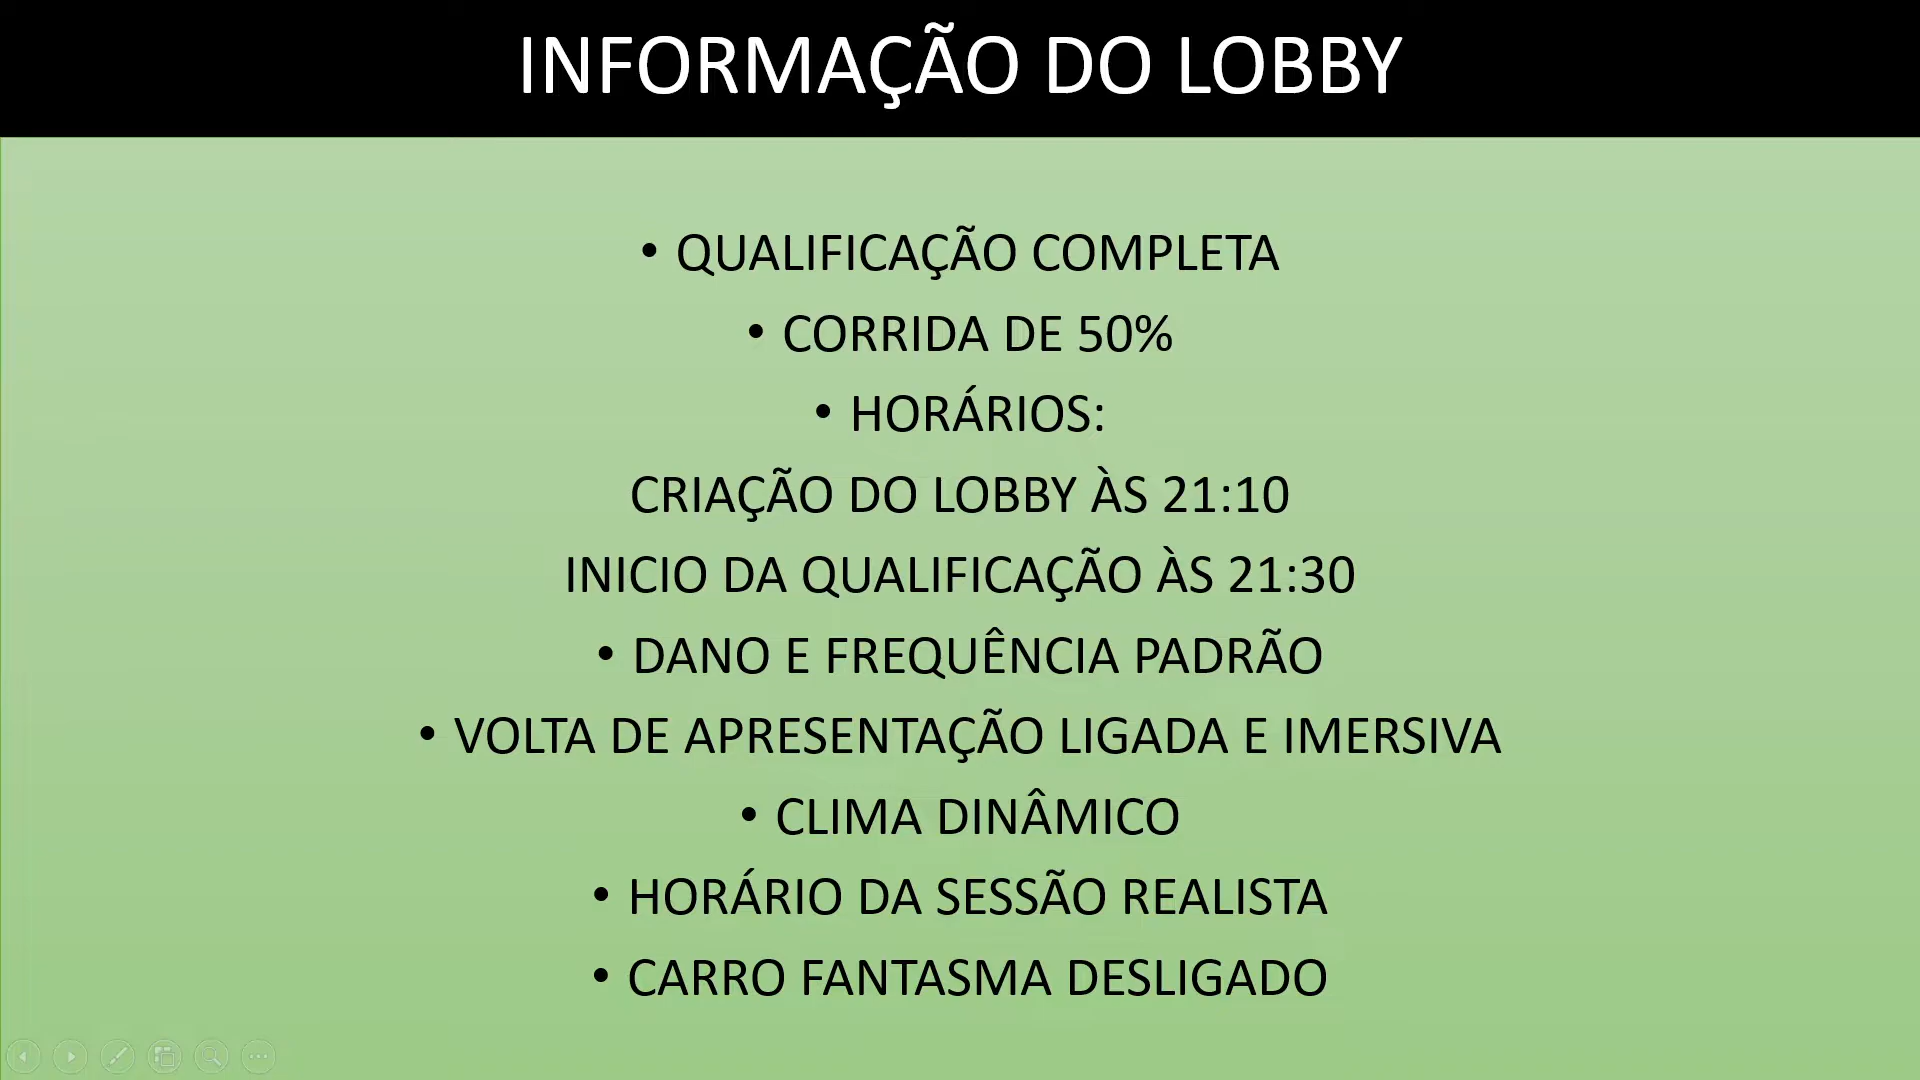 INFORMAÇÃO DO LOBBY
• QUALIFICAÇÃO COMPLETA
• CORRIDA DE 50%
• HORÁRIOS:
CRIAÇÃO DO LOBBY ÀS 21:10
INICIO DA QUALIFICAÇÃO ÀS 21:30
• DANO E FREQUÊNCIA PADRÃO
• VOLTA DE APRESENTAÇÃO LIGADA E IMERSIVA
• CLIMA DINÂMICO
• HORÁRIO DA SESSÃO REALISTA
• CARRO FANTASMA DESLIGADO